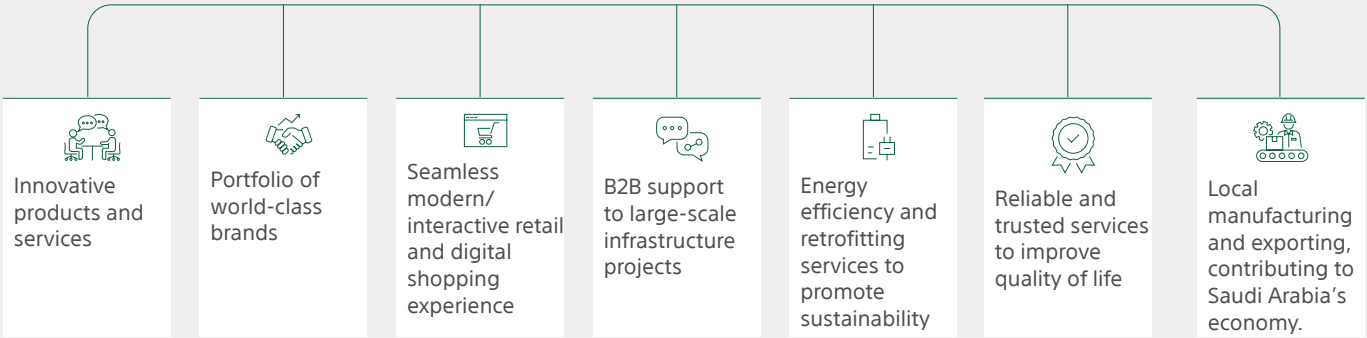 Innovative
products and
services
Portfolio of
world-class
brands
Seamless
modern/
interactive retail
and digital
shopping
experience
B2B support
to large-scale
infrastructure
projects
Energy
efficiency and
retrofitting
services to
promote
sustainability
Reliable and
trusted services
to improve
quality of life
Local
manufacturing
and exporting,
contributing to
Saudi Arabia’s
economy.